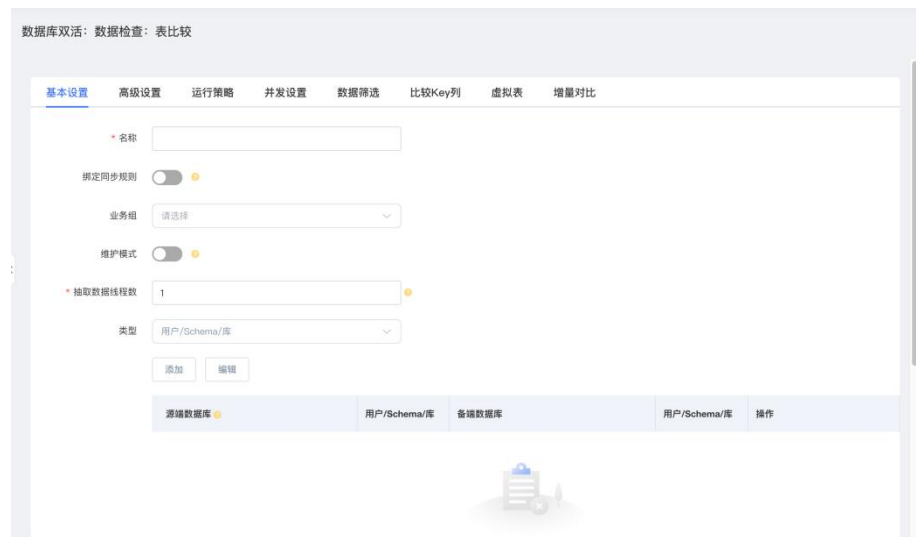 数据库双活：数据检查：表比较
基本设置 高级设置 运行策略 并发设置 数据筛选 比较Key列 虚拟表 增量对比
* 名称
绑定同步规则
业务组 请选择
维护模式
* 抽取数据线程数 1
类型 用户/Schema/库
添加 编辑
源端数据库 用户/Schema/库 备端数据库 用户/Schema/库 操作